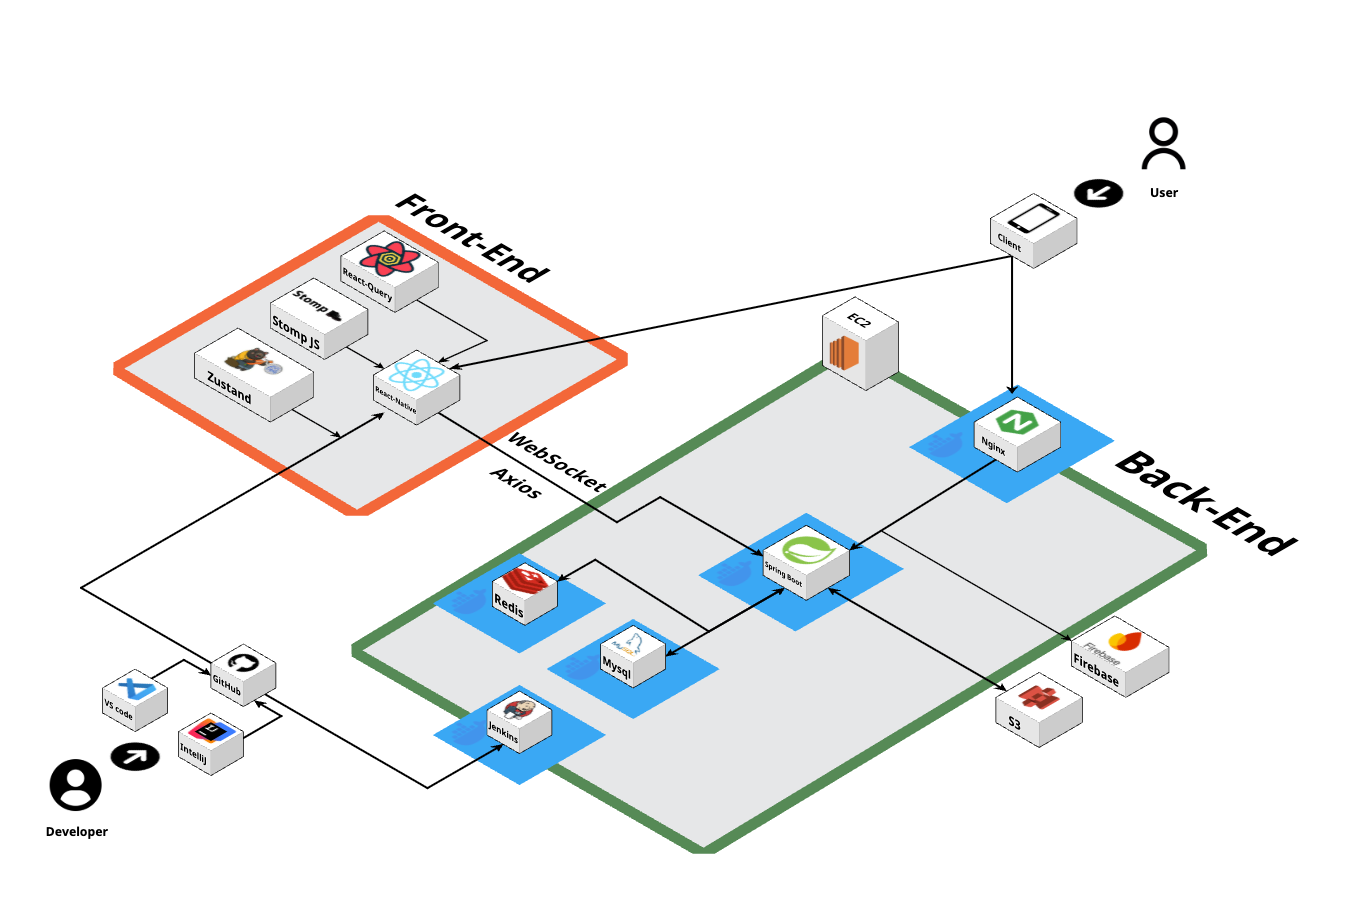 User
Client
Front-End
React-Query
Stomp
Stomp JS
Zustand
React-Native
EC2
Nginx
Back-End
WebSocket
Axios
Spring Boot
Redis
MySQL
Mysql
Firebase
Firebase
S3
GitHub
VS code
IntelliJ
Jenkins
Developer